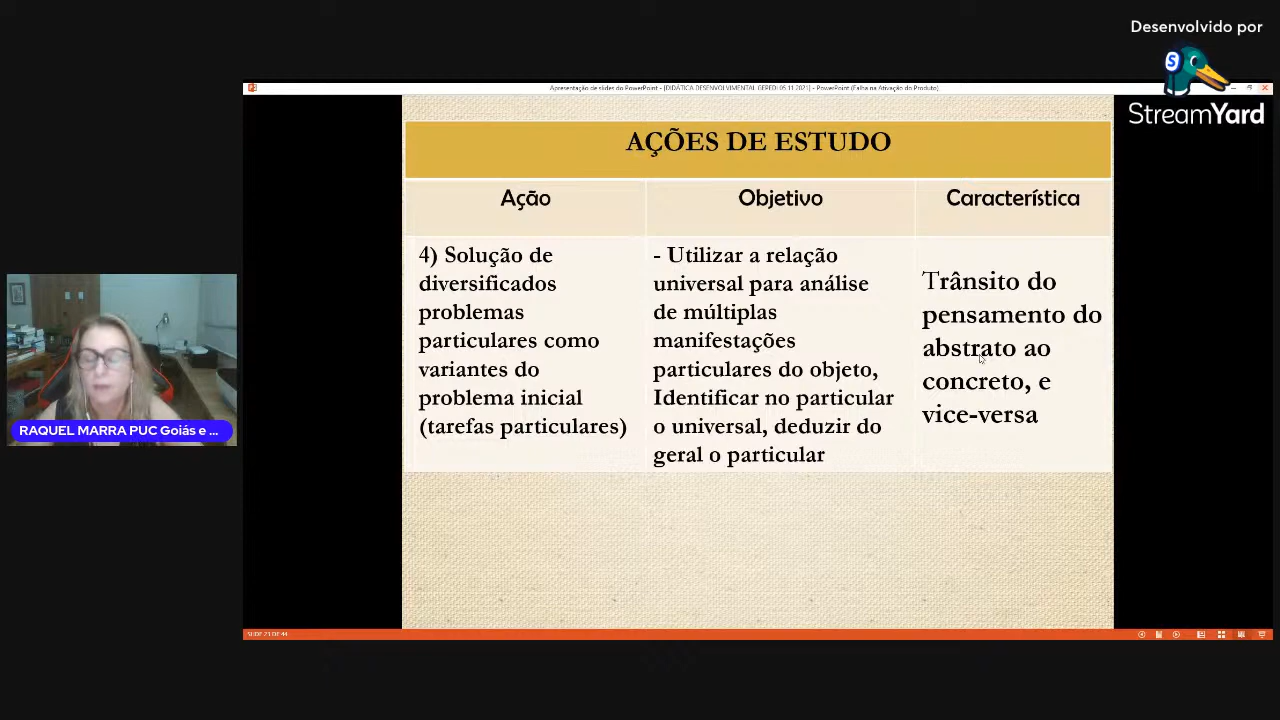 Desenvolvido por
StreamYard
Apresentação de slides do PowerPoint - [DIDÁTICA DESENVOLVIMENTAL GEPEDI 05.11.2021] - PowerPoint (Falha na Ativação do Produto)
AÇÕES DE ESTUDO
Ação
Objetivo
Característica
4) Solução de
diversificados
problemas
particulares como
variantes do
problema inicial
(tarefas particulares)
- Utilizar a relação
universal para análise
de múltiplas
manifestações
particulares do objeto,
Identificar no particular
o universal, deduzir do
geral o particular
Trânsito do
pensamento do
abstrato ao
concreto, e
vice-versa
RAQUEL MARRA PUC Goiás e ...